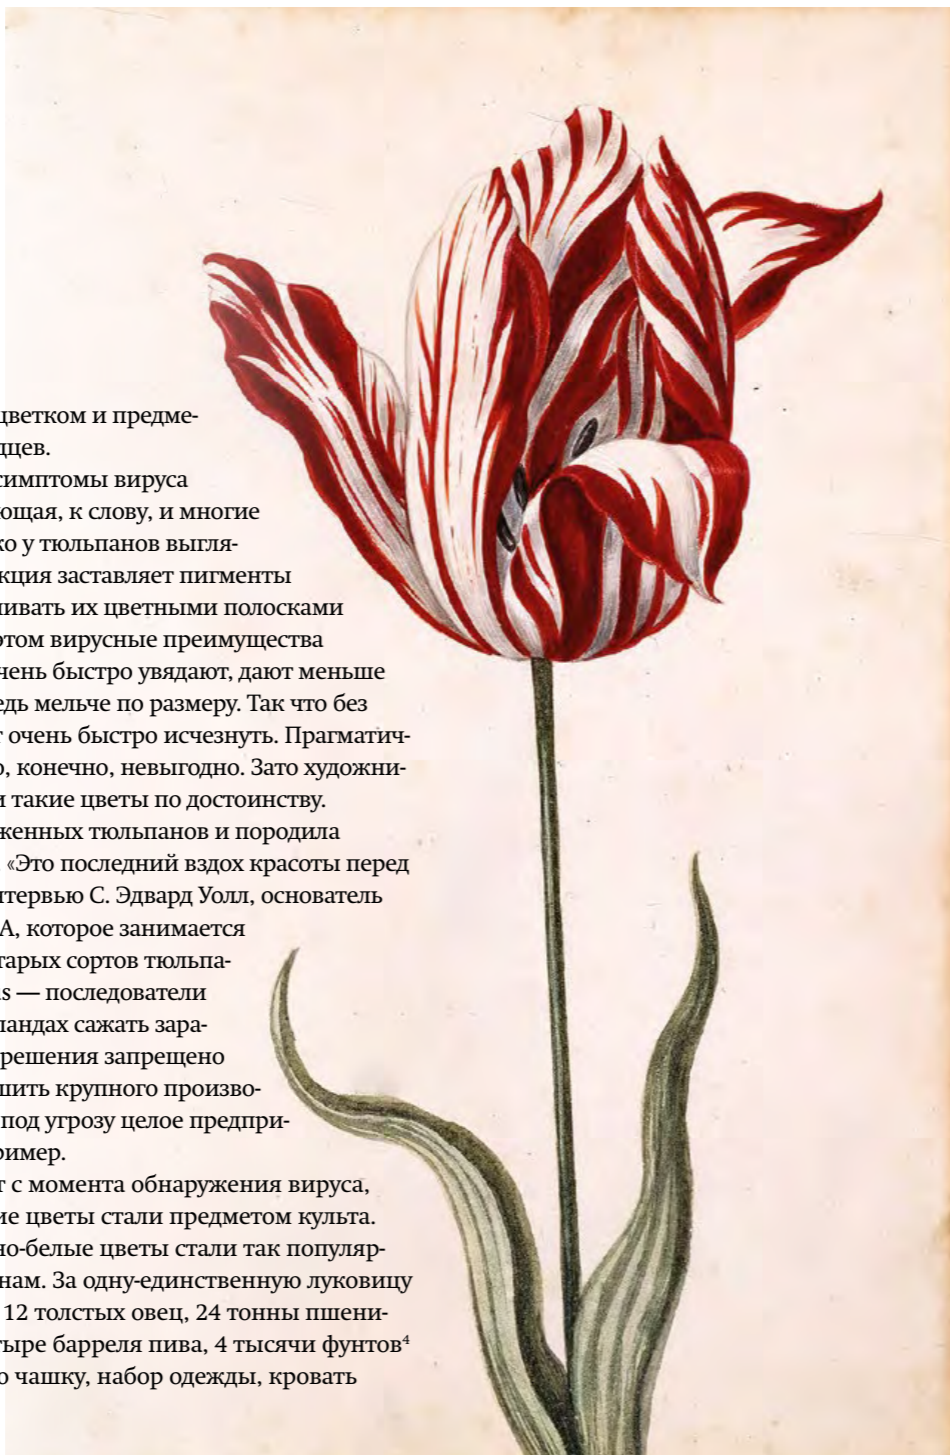 цветком и предме-
дцев.
симптомы вируса
ющая, к слову, и многие
ко у тюльпанов выгля-
кция заставляет пигменты
ливать их цветными полосками
этом вирусные преимущества
чень быстро увядают, дают меньше
едь мельче по размеру. Так что без
т очень быстро исчезнуть. Прагматич-
о, конечно, невыгодно. Зато художни-
и такие цветы по достоинству.
женных тюльпанов и породила
«Это последний вздох красоты перед
нтервью С. Эдвард Уолл, основатель
А, которое занимается
тарых сортов тюльпа-
s — последователи
ландах сажать зара-
решения запрещено
шить крупного произво-
под угрозу целое предпри-
ример.
т с момента обнаружения вируса,
ие цветы стали предметом культа.
но-белые цветы стали так популяр-
нам. За одну-единственную луковицу
12 толстых овец, 24 тонны пшени-
тыре барреля пива, 4 тысячи фунтов⁴
ю чашку, набор одежды, кровать